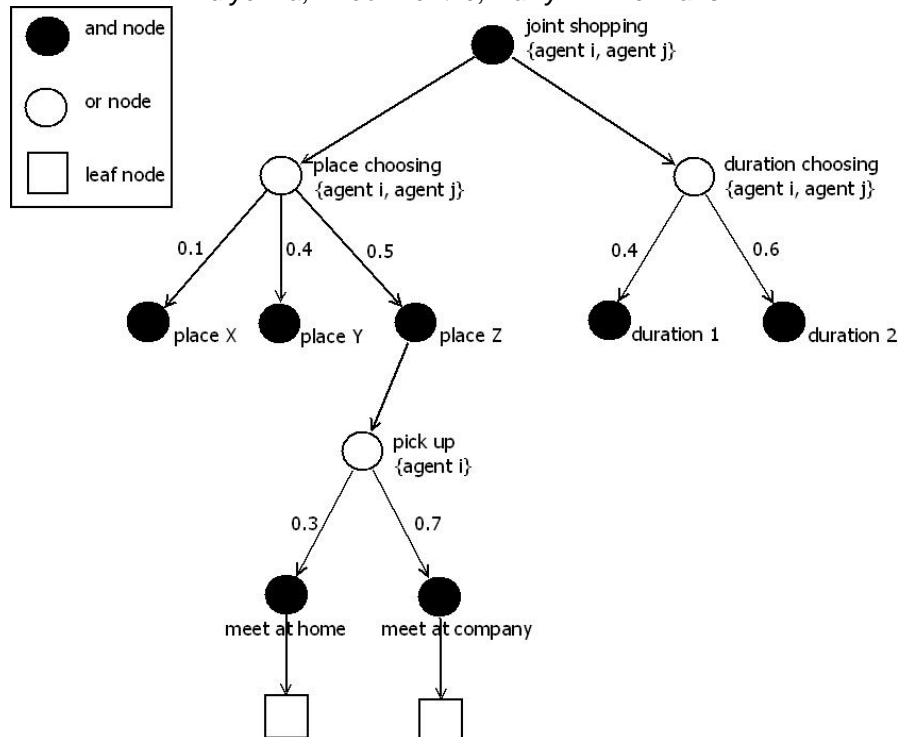 and node
or node
leaf node
joint shopping
{agent i, agent j}
place choosing
{agent i, agent j}
duration choosing
{agent i, agent j}
0.1
0.4
0.5
0.4
0.6
place X
place Y
place Z
duration 1
duration 2
pick up
{agent i}
0.3
0.7
meet at home
meet at company